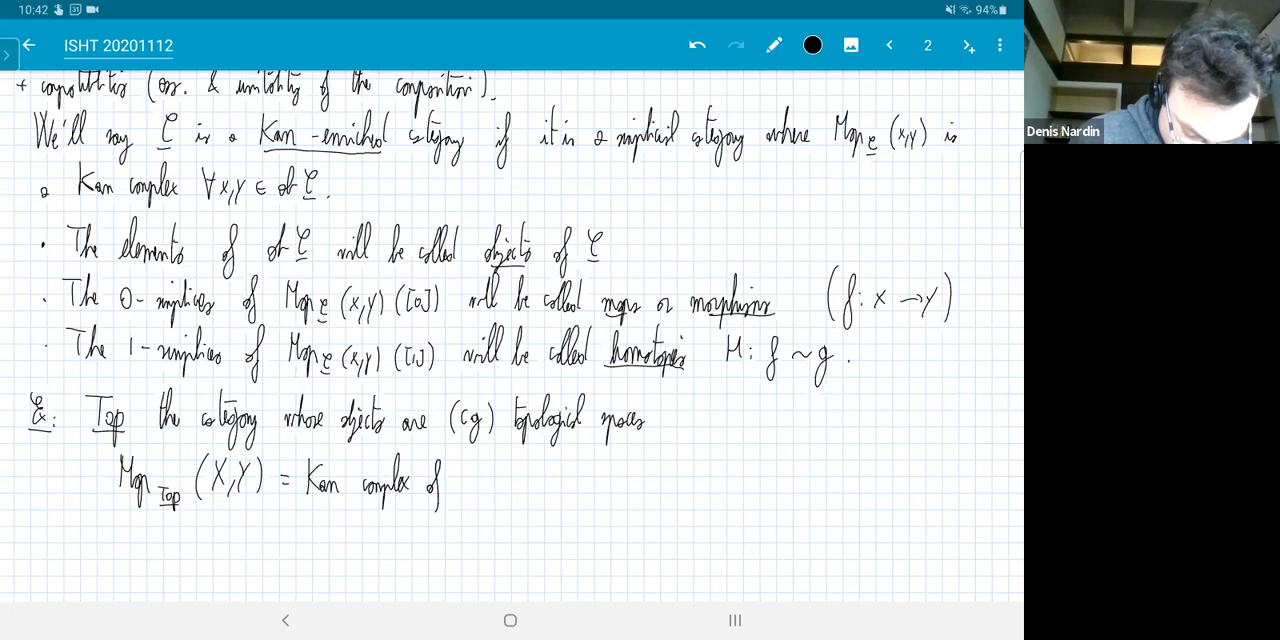 10:42 31 94%
ISHT 20201112 2
+ compatibilities (ass. & unitality of the composition).
We'll say C is a Kan-enriched category if it is a simplicial category where Map_C (X,Y) is
a Kan complex ∀ X,Y ∈ ob C.
• The elements of ob C will be called objects of C
• The 0-simplices of Map_C (X,Y) ([0]) will be called maps or morphisms (f: X → Y)
• The 1-simplices of Map_C (X,Y) ([1]) will be called homotopies H: f ~ g.
Ex: Top the category whose objects are (cg) topological spaces
Map_Top (X,Y) = Kan complex of
Denis Nardin